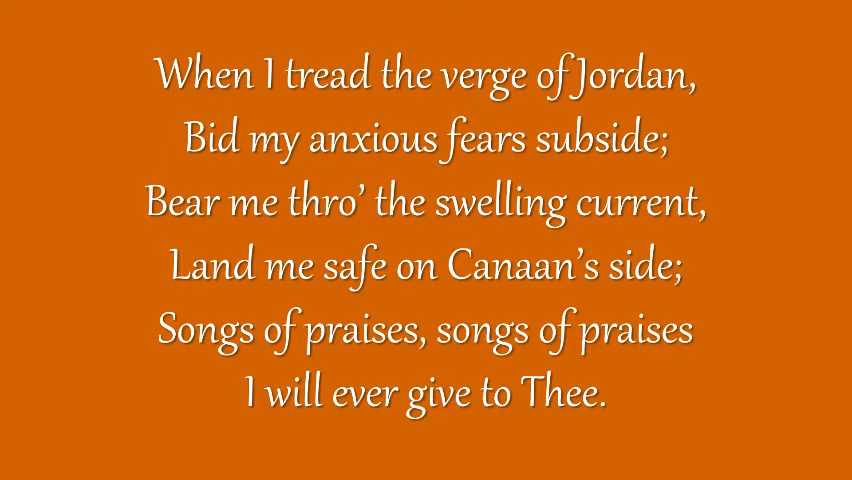 When I tread the verge of Jordan,
Bid my anxious fears subside;
Bear me thro’ the swelling current,
Land me safe on Canaan’s side;
Songs of praises, songs of praises
I will ever give to Thee.